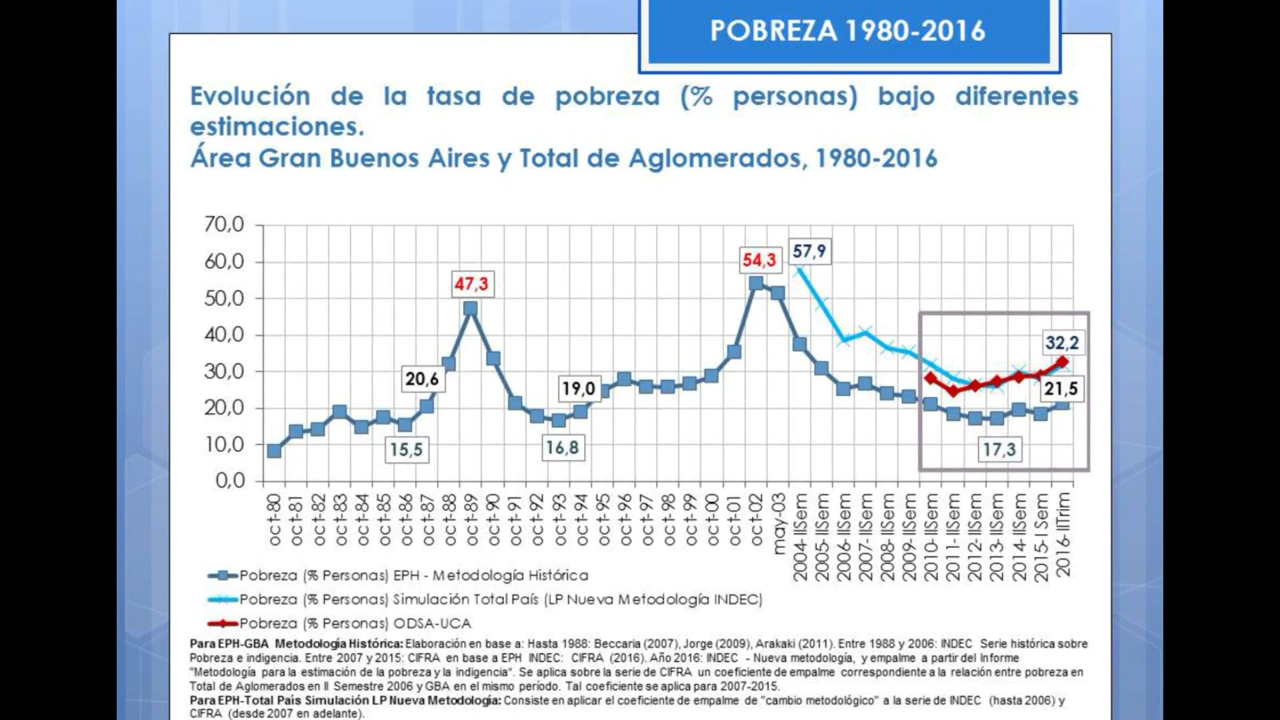 POBREZA 1980-2016
Evolución de la tasa de pobreza (% personas) bajo diferentes
estimaciones.
Área Gran Buenos Aires y Total de Aglomerados, 1980-2016
70,0
60,0
50,0
40,0
30,0
20,0
10,0
0,0
47,3
54,3
57,9
32,2
20,6
19,0
21,5
15,5
16,8
17,3
oct-80
oct-81
oct-82
oct-83
oct-84
oct-85
oct-86
oct-87
oct-88
oct-89
oct-90
oct-91
oct-92
oct-93
oct-94
oct-95
oct-96
oct-97
oct-98
oct-99
oct-00
oct-01
oct-02
may-03
2004-IISem
2005-IISem
2006-IISem
2007-IISem
2008-IISem
2009-IISem
2010-IISem
2011-IISem
2012-IISem
2013-IISem
2014-IISem
2015-I Sem
2016-IITrim
Pobreza (% Personas) EPH - Metodología Histórica
Pobreza (% Personas) Simulación Total País (LP Nueva Metodología INDEC)
Pobreza (% Personas) ODSA-UCA
Para EPH-GBA Metodología Histórica: Elaboración en base a: Hasta 1988: Beccaria (2007), Jorge (2009), Arakaki (2011). Entre 1988 y 2006: INDEC Serie histórica sobre
Pobreza e indigencia. Entre 2007 y 2015: CIFRA en base a EPH INDEC: CIFRA (2016). Año 2016: INDEC - Nueva metodología, y empalme a partir del Informe
"Metodología para la estimación de la pobreza y la indigencia". Se aplica sobre la serie de CIFRA un coeficiente de empalme correspondiente a la relación entre pobreza en
Total de Aglomerados en II Semestre 2006 y GBA en el mismo período. Tal coeficiente se aplica para 2007-2015.
Para EPH-Total País Simulación LP Nueva Metodología: Consiste en aplicar el coeficiente de empalme de "cambio metodológico" a la serie de INDEC (hasta 2006) y
CIFRA (desde 2007 en adelante).